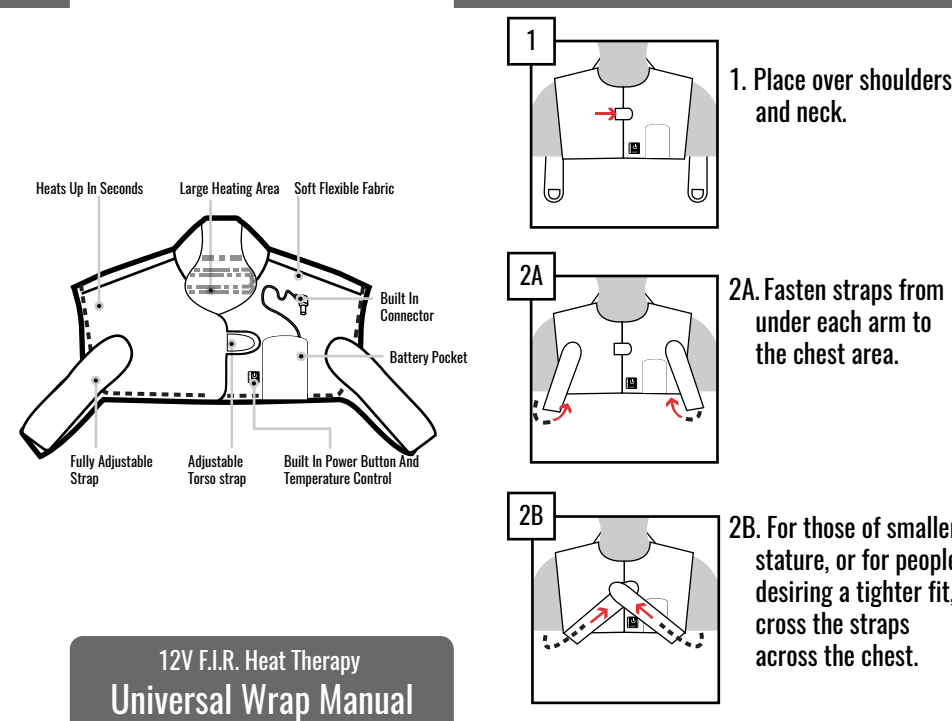 Heats Up In Seconds
Large Heating Area
Soft Flexible Fabric
Built In
Connector
Battery Pocket
Fully Adjustable
Strap
Adjustable
Torso strap
Built In Power Button And
Temperature Control
12V F.I.R. Heat Therapy
Universal Wrap Manual
1
1. Place over shoulders
and neck.
2A
2A. Fasten straps from
under each arm to
the chest area.
2B
2B. For those of smaller
stature, or for people
desiring a tighter fit,
cross the straps
across the chest.